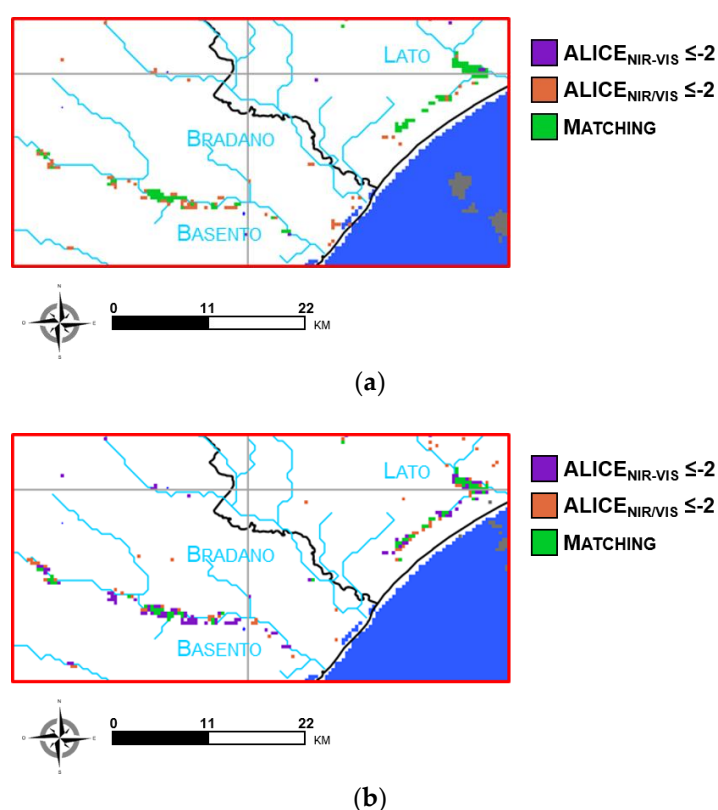 LATO
BRADANO
BASENTO
ALICENIR-VIS ≤-2
ALICENIR/VIS ≤-2
MATCHING
N
O
E
S
0 11 22
KM
(a)
LATO
BRADANO
BASENTO
ALICENIR-VIS ≤-2
ALICENIR/VIS ≤-2
MATCHING
N
O
E
S
0 11 22
KM
(b)